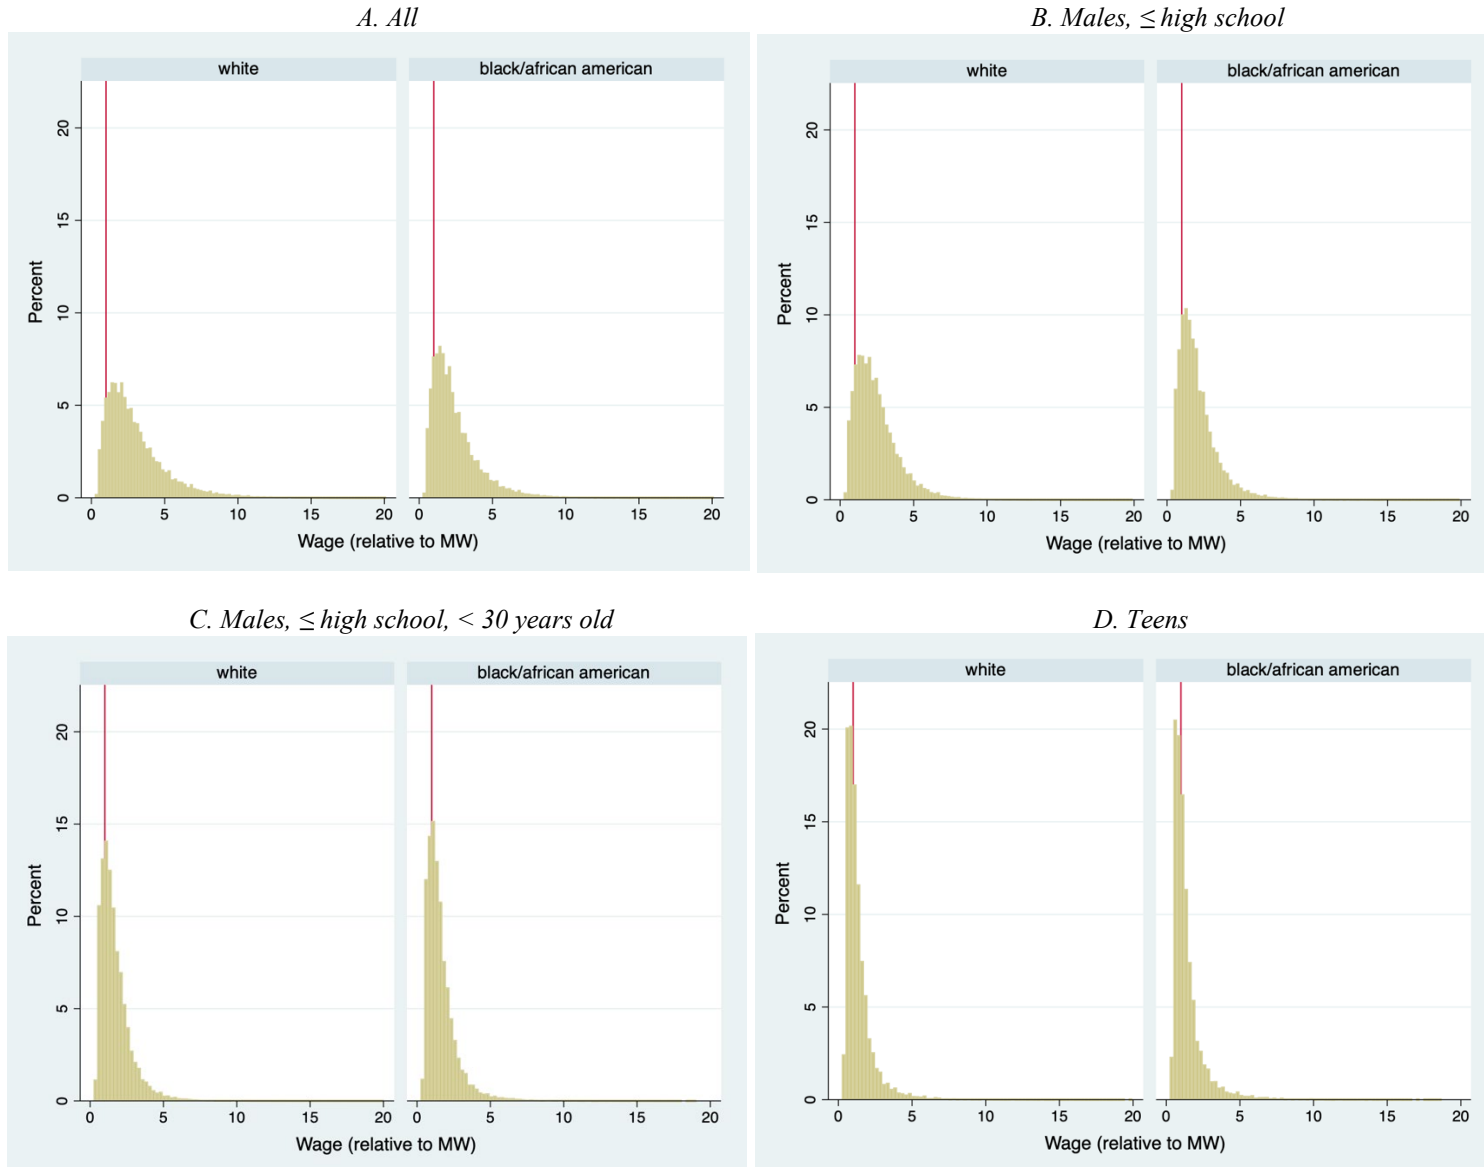 A. All
white
black/african american
Percent
20
15
10
5
0
0 5 10 15 20
0 5 10 15 20
Wage (relative to MW)
B. Males, ≤ high school
white
black/african american
Percent
20
15
10
5
0
0 5 10 15 20
0 5 10 15 20
Wage (relative to MW)
C. Males, ≤ high school, < 30 years old
white
black/african american
Percent
20
15
10
5
0
0 5 10 15 20
0 5 10 15 20
Wage (relative to MW)
D. Teens
white
black/african american
Percent
20
15
10
5
0
0 5 10 15 20
0 5 10 15 20
Wage (relative to MW)